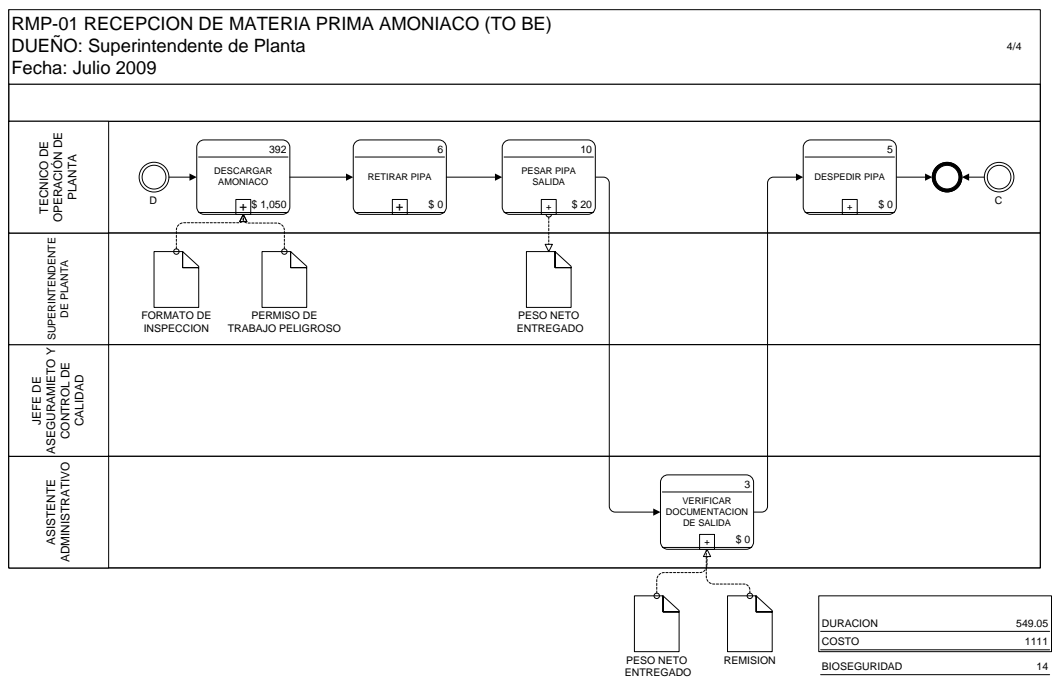 RMP-01 RECEPCION DE MATERIA PRIMA AMONIACO (TO BE)
DUEÑO: Superintendente de Planta
4/4
Fecha: Julio 2009
TECNICO DE
OPERACIÓN DE
PLANTA
D
392
DESCARGAR
AMONIACO
+
$ 1,050
6
RETIRAR PIPA
+
$ 0
10
PESAR PIPA
SALIDA
+
$ 20
5
DESPEDIR PIPA
+
$ 0
C
SUPERINTENDENTE
DE PLANTA
FORMATO DE
INSPECCION
PERMISO DE
TRABAJO PELIGROSO
PESO NETO
ENTREGADO
JEFE DE
ASEGURAMIETO Y
CONTROL DE
CALIDAD
ASISTENTE
ADMINISTRATIVO
3
VERIFICAR
DOCUMENTACION
DE SALIDA
+
$ 0
PESO NETO
ENTREGADO
REMISION
DURACION 549.05
COSTO 1111
BIOSEGURIDAD 14